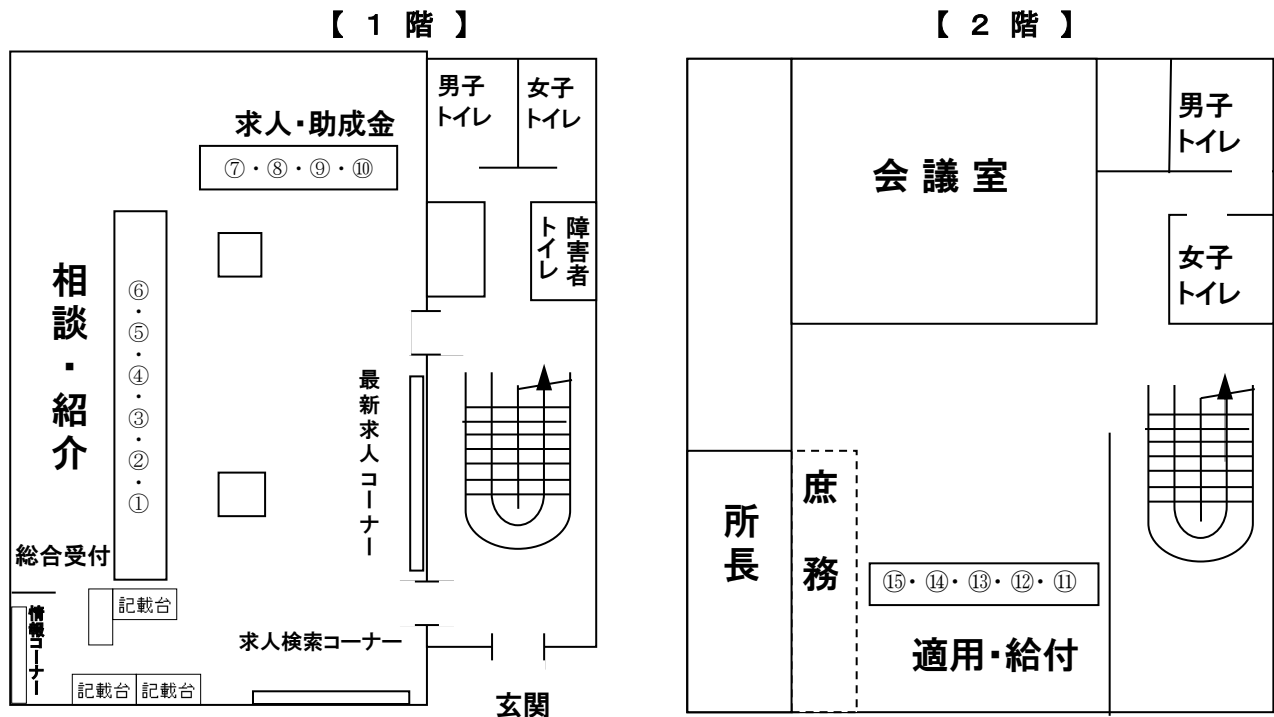 【 1 階 】
求人・助成金
⑦・⑧・⑨・⑩
男子
トイレ
女子
トイレ
障害者
トイレ
相談・紹介
⑥・⑤・④・③・②・①
最新求人コーナー
総合受付
記載台
情報コーナー
記載台
記載台
求人検索コーナー
玄関
【 2 階 】
会議室
男子
トイレ
女子
トイレ
所長
庶務
⑮・⑭・⑬・⑫・⑪
適用・給付